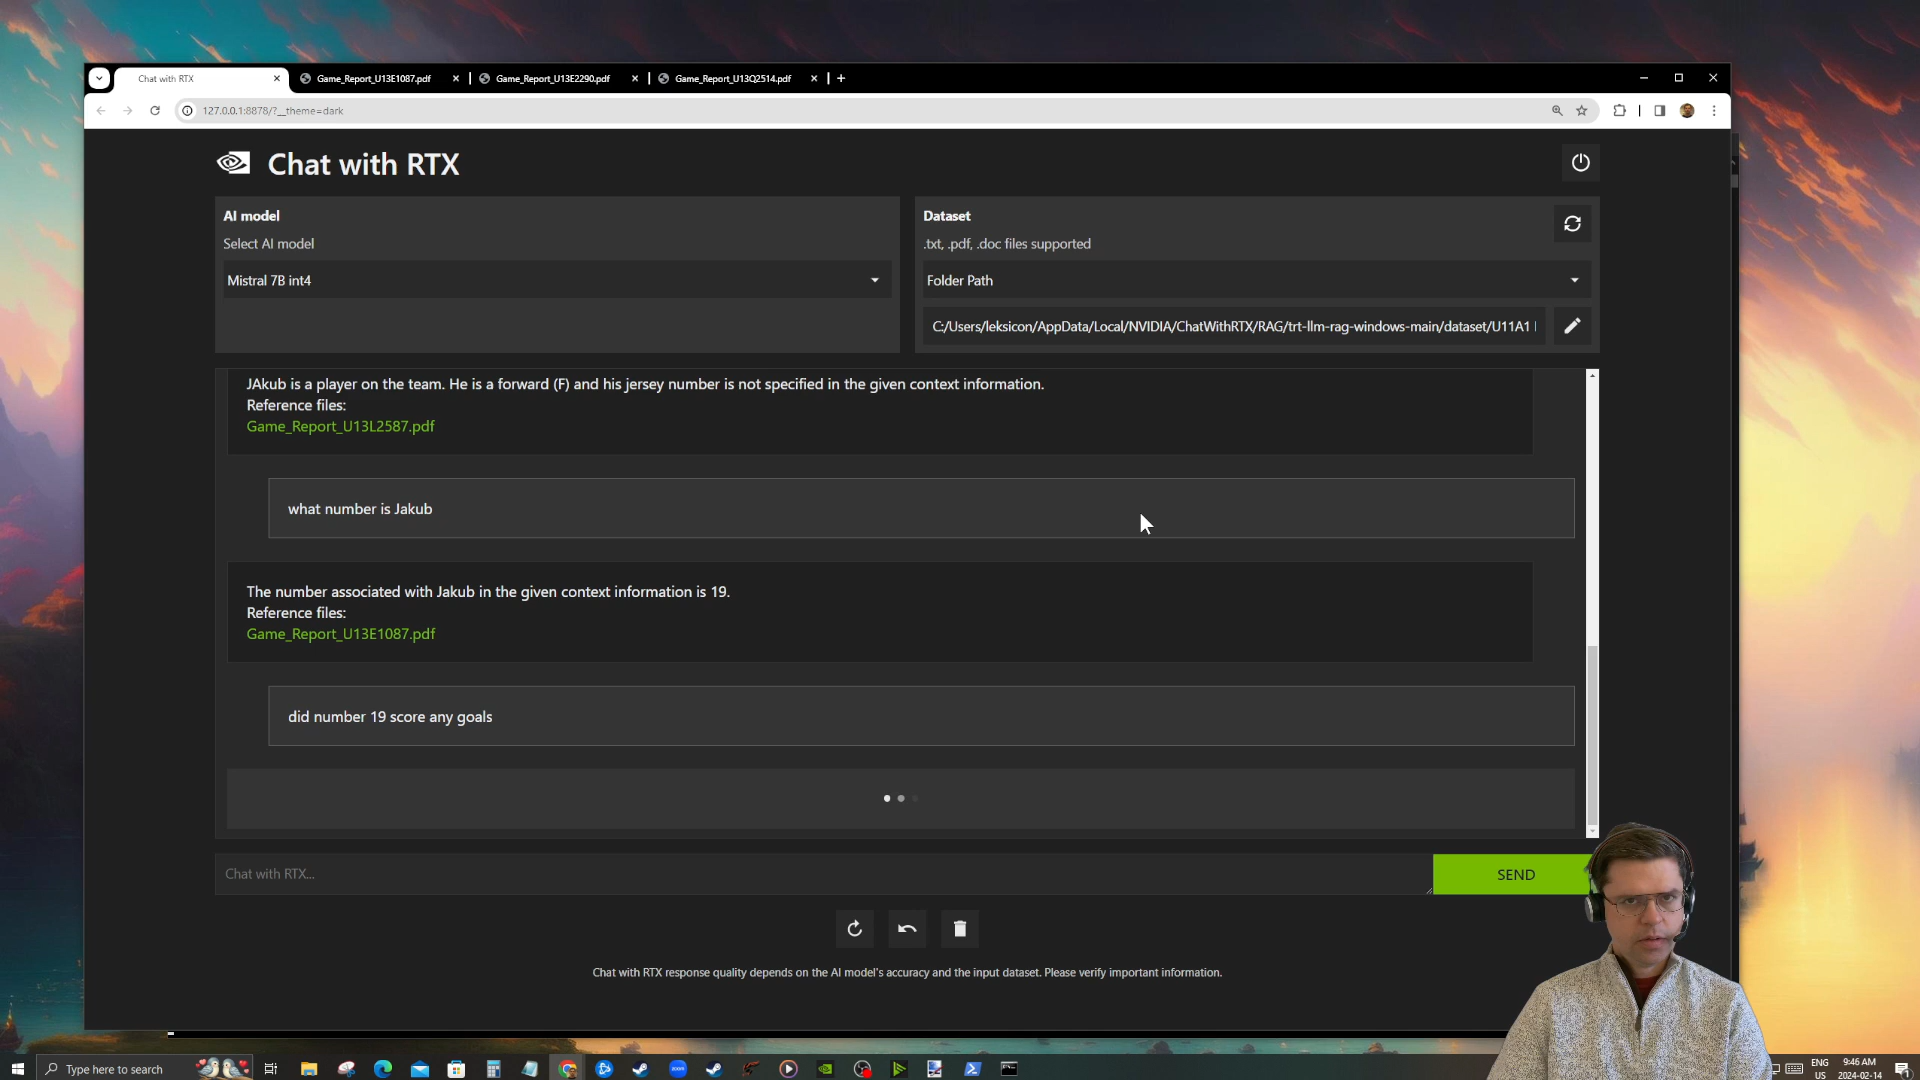 Chat with RTX
Game_Report_U13E1087.pdf
Game_Report_U13E2290.pdf
Game_Report_U13Q2514.pdf
127.0.0.1:8878/?__theme=dark
Chat with RTX
AI model
Select AI model
Mistral 7B int4
Dataset
.txt, .pdf, .doc files supported
Folder Path
C:/Users/leksicon/AppData/Local/NVIDIA/ChatWithRTX/RAG/trt-llm-rag-windows-main/dataset/U11A1
JAkub is a player on the team. He is a forward (F) and his jersey number is not specified in the given context information.
Reference files:
Game_Report_U13L2587.pdf
what number is Jakub
The number associated with Jakub in the given context information is 19.
Reference files:
Game_Report_U13E1087.pdf
did number 19 score any goals
Chat with RTX...
SEND
Chat with RTX response quality depends on the AI model's accuracy and the input dataset. Please verify important information.
Type here to search
zoom
ENG
US
9:46 AM
2024-02-14